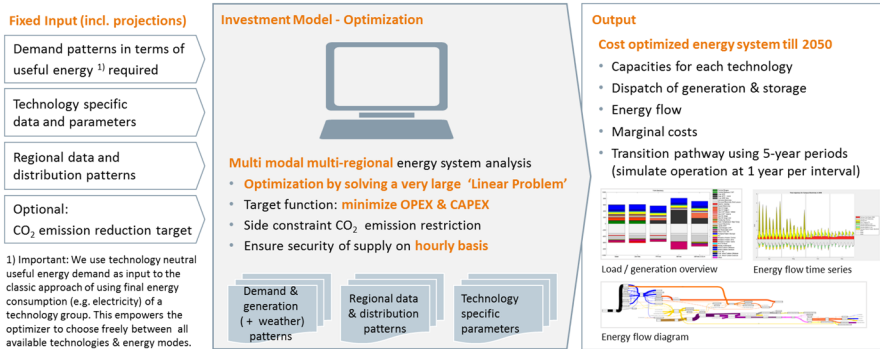 Fixed Input (incl. projections)
Demand patterns in terms of
useful energy 1) required
Technology specific
data and parameters
Regional data and
distribution patterns
Optional:
CO2 emission reduction target
1) Important: We use technology neutral
useful energy demand as input to the
classic approach of using final energy
consumption (e.g. electricity) of a
technology group. This empowers the
optimizer to choose freely between all
available technologies & energy modes.
Investment Model - Optimization
Multi modal multi-regional energy system analysis
• Optimization by solving a very large ‘Linear Problem’
• Target function: minimize OPEX & CAPEX
• Side constraint CO2 emission restriction
• Ensure security of supply on hourly basis
Demand &
generation
( + weather)
patterns
Regional data
& distribution
patterns
Technology
specific
parameters
Output
Cost optimized energy system till 2050
• Capacities for each technology
• Dispatch of generation & storage
• Energy flow
• Marginal costs
• Transition pathway using 5-year periods
(simulate operation at 1 year per interval)
Load / generation overview
Energy flow time series
Energy flow diagram